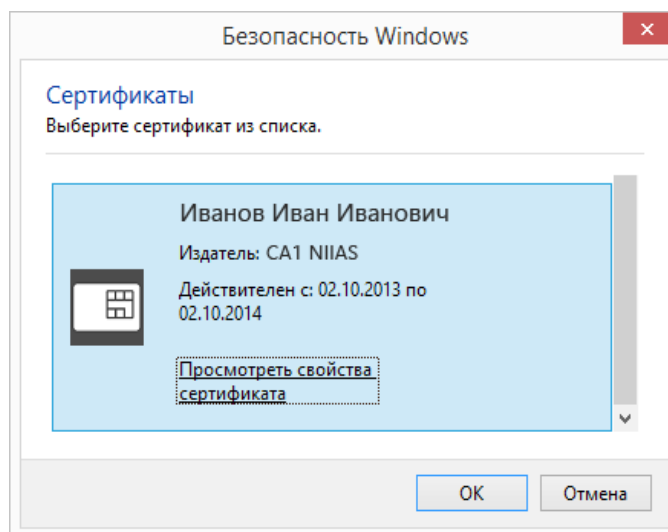 Безопасность Windows
Сертификаты
Выберите сертификат из списка.
Иванов Иван Иванович
Издатель: CA1 NIIAS
Действителен с: 02.10.2013 по
02.10.2014
Просмотреть свойства
сертификата
OK
Отмена